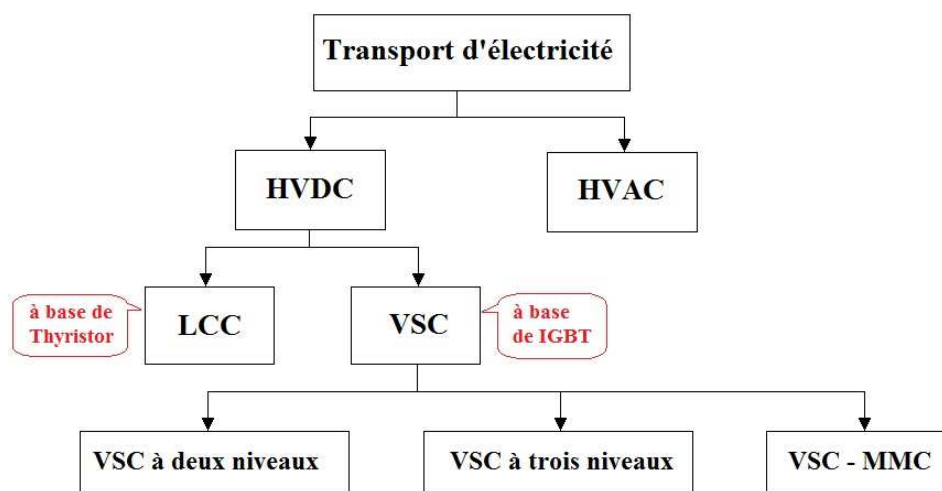 Transport d'électricité
HVDC
HVAC
à base de
Thyristor
LCC
VSC
à base
de IGBT
VSC à deux niveaux
VSC à trois niveaux
VSC - MMC